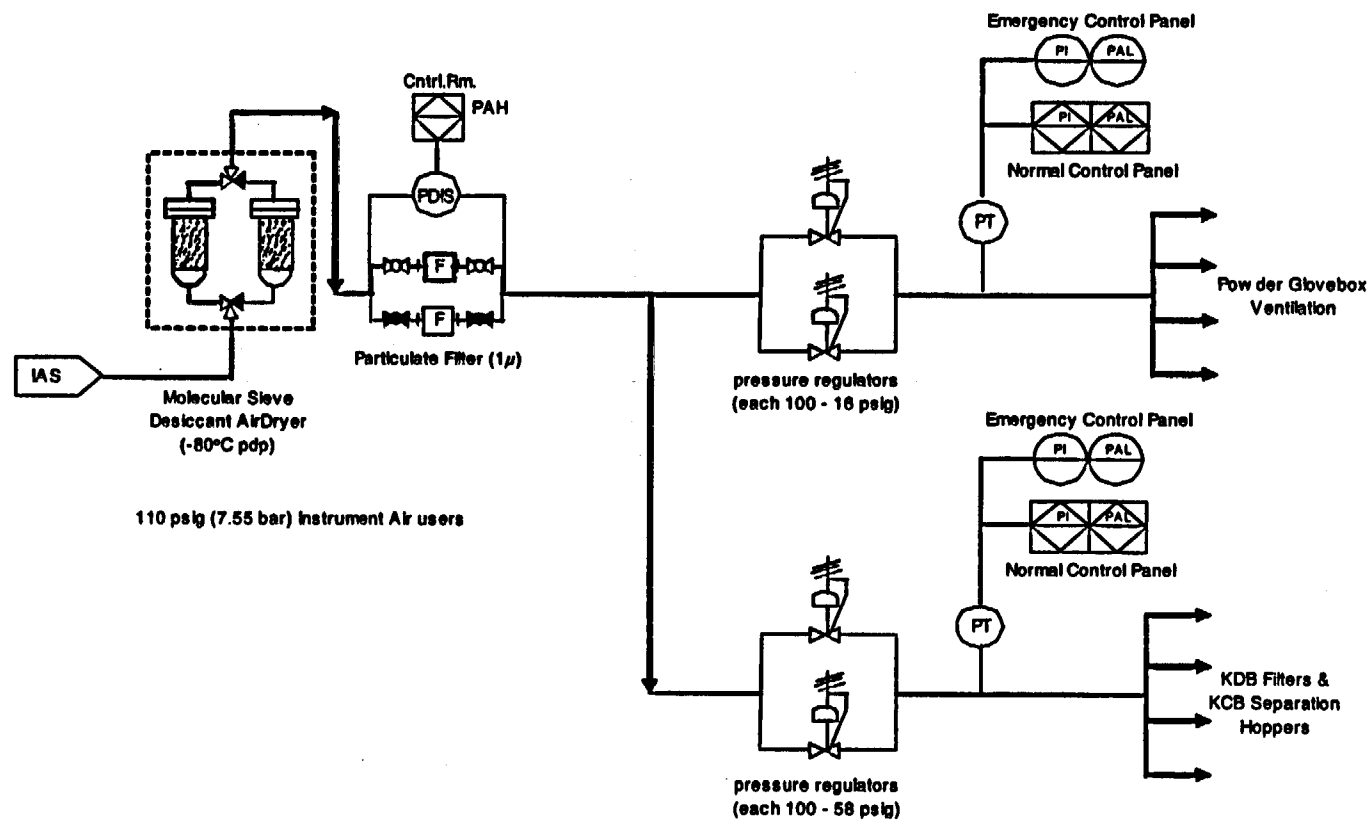 Emergency Control Panel
PI PAL
Cntrl.Rm.
PAH
PI PAL
Normal Control Panel
PDIS
PT
F
F
Powder Glovebox
Ventilation
IAS
Particulate Filter (1µ)
Molecular Sieve
Desiccant AirDryer
(-80°C pdp)
pressure regulators
(each 100 - 16 psig)
Emergency Control Panel
PI PAL
110 psig (7.55 bar) Instrument Air users
PI PAL
Normal Control Panel
PT
KDB Filters &
KCB Separation
Hoppers
pressure regulators
(each 100 - 58 psig)